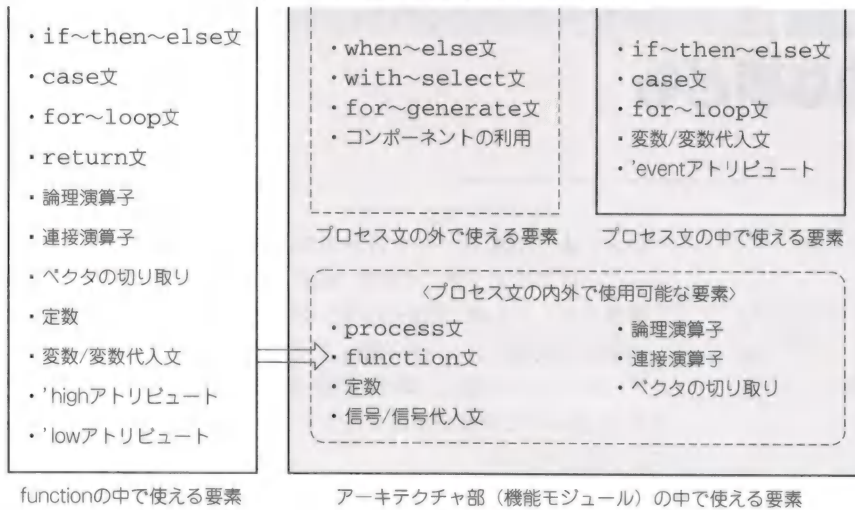 ・if～then～else文
・case文
・for～loop文
・return文
・論理演算子
・連接演算子
・ベクタの切り取り
・定数
・変数/変数代入文
・'highアトリビュート
・'lowアトリビュート
functionの中で使える要素
・when～else文
・with～select文
・for～generate文
・コンポーネントの利用
プロセス文の外で使える要素
・if～then～else文
・case文
・for～loop文
・変数/変数代入文
・'eventアトリビュート
プロセス文の中で使える要素
〈プロセス文の内外で使用可能な要素〉
・process文
・function文
・定数
・信号/信号代入文
・論理演算子
・連接演算子
・ベクタの切り取り
アーキテクチャ部（機能モジュール）の中で使える要素